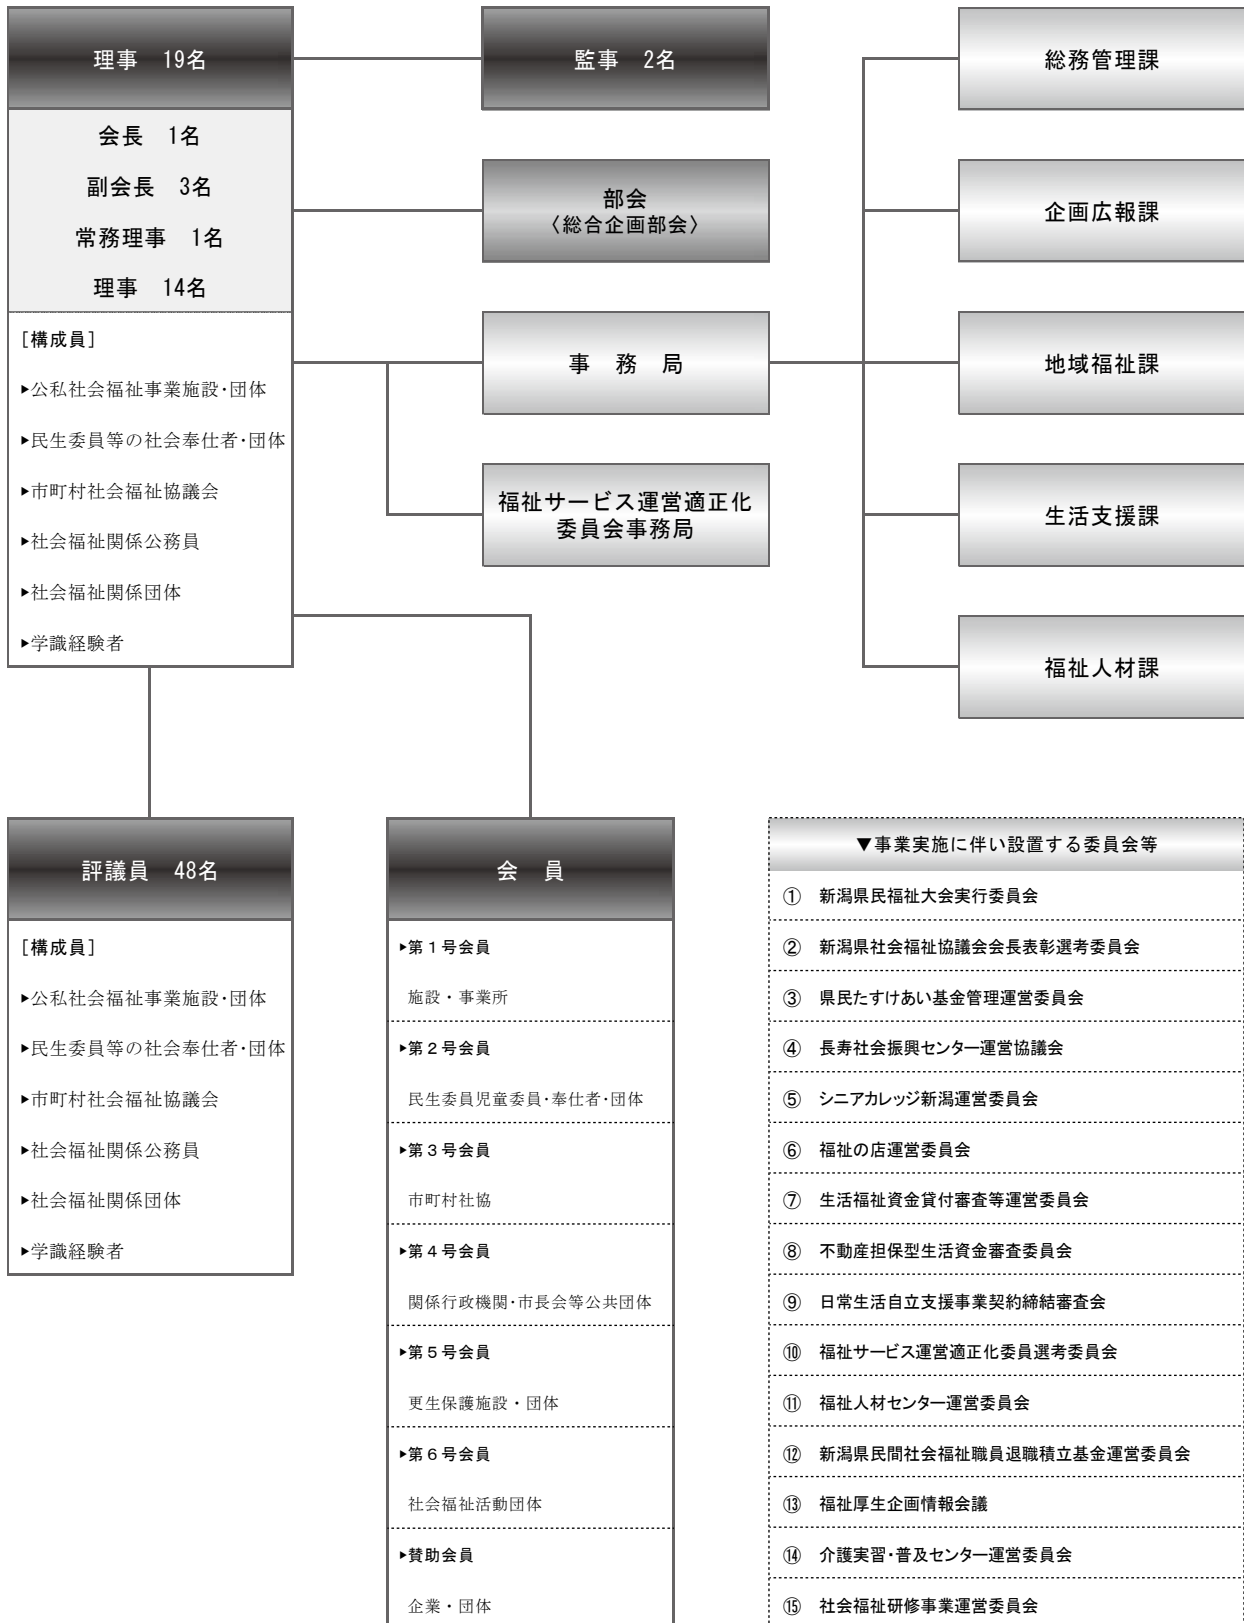 理事　19名
会長　1名
副会長　3名
常務理事　1名
理事　14名
［構成員］
▶公私社会福祉事業施設・団体
▶民生委員等の社会奉仕者・団体
▶市町村社会福祉協議会
▶社会福祉関係公務員
▶社会福祉関係団体
▶学識経験者
監事　2名
部会
〈総合企画部会〉
事　務　局
福祉サービス運営適正化
委員会事務局
総務管理課
企画広報課
地域福祉課
生活支援課
福祉人材課
評議員　48名
［構成員］
▶公私社会福祉事業施設・団体
▶民生委員等の社会奉仕者・団体
▶市町村社会福祉協議会
▶社会福祉関係公務員
▶社会福祉関係団体
▶学識経験者
会　員
▶第１号会員
施設・事業所
▶第２号会員
民生委員児童委員・奉仕者・団体
▶第３号会員
市町村社協
▶第４号会員
関係行政機関・市長会等公共団体
▶第５号会員
更生保護施設・団体
▶第６号会員
社会福祉活動団体
▶賛助会員
企業・団体
▼事業実施に伴い設置する委員会等
①　新潟県民福祉大会実行委員会
②　新潟県社会福祉協議会会長表彰選考委員会
③　県民たすけあい基金管理運営委員会
④　長寿社会振興センター運営協議会
⑤　シニアカレッジ新潟運営委員会
⑥　福祉の店運営委員会
⑦　生活福祉資金貸付審査等運営委員会
⑧　不動産担保型生活資金審査委員会
⑨　日常生活自立支援事業契約締結審査会
⑩　福祉サービス運営適正化委員選考委員会
⑪　福祉人材センター運営委員会
⑫　新潟県民間社会福祉職員退職積立基金運営委員会
⑬　福祉厚生企画情報会議
⑭　介護実習・普及センター運営委員会
⑮　社会福祉研修事業運営委員会